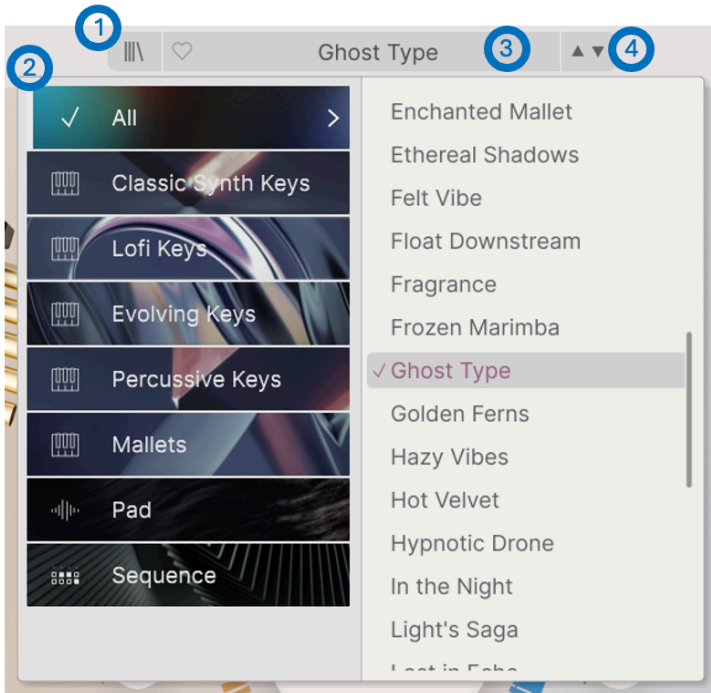 1
2
Ghost Type
3
4
All
Classic Synth Keys
Lofi Keys
Evolving Keys
Percussive Keys
Mallets
Pad
Sequence
Enchanted Mallet
Ethereal Shadows
Felt Vibe
Float Downstream
Fragrance
Frozen Marimba
Ghost Type
Golden Ferns
Hazy Vibes
Hot Velvet
Hypnotic Drone
In the Night
Light's Saga